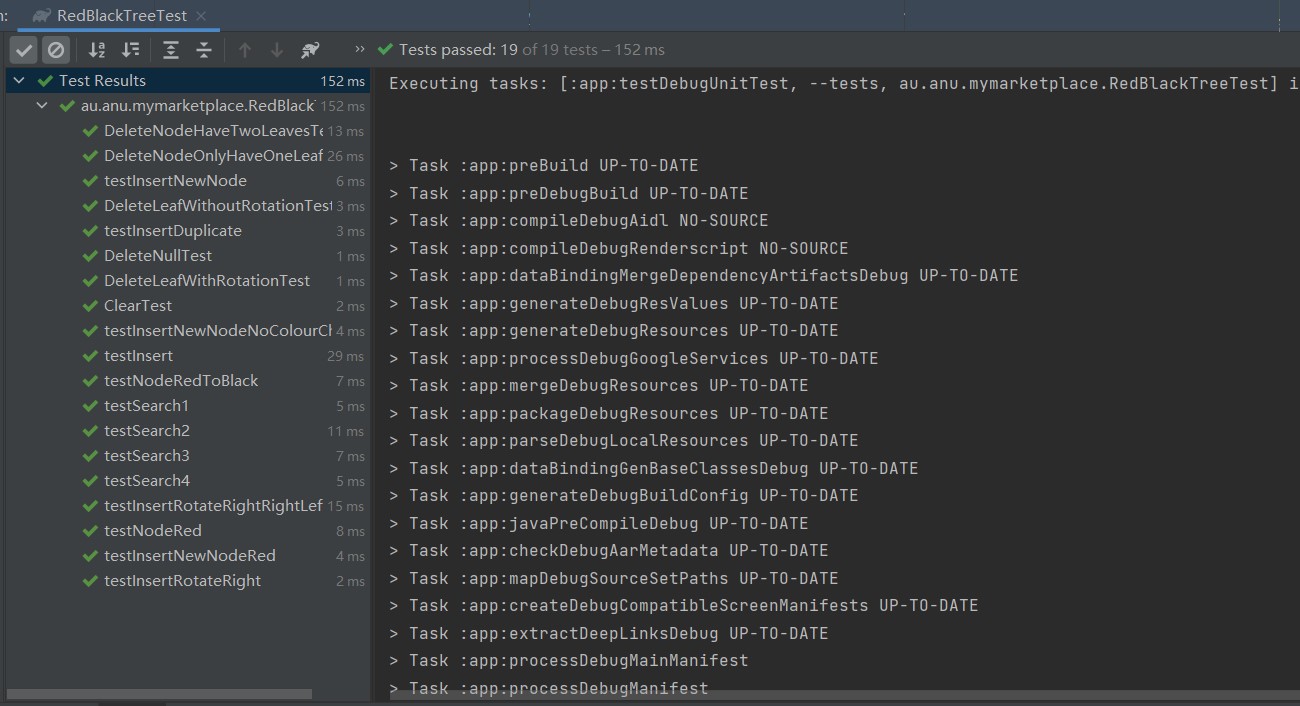 n:
RedBlackTreeTest
Tests passed: 19 of 19 tests – 152 ms
Test Results 152 ms
au.anu.mymarketplace.RedBlack 152 ms
DeleteNodeHaveTwoLeavesTe 13 ms
DeleteNodeOnlyHaveOneLeaf 26 ms
testInsertNewNode 6 ms
DeleteLeafWithoutRotationTest 3 ms
testInsertDuplicate 3 ms
DeleteNullTest 1 ms
DeleteLeafWithRotationTest 1 ms
ClearTest 2 ms
testInsertNewNodeNoColourCh 4 ms
testInsert 29 ms
testNodeRedToBlack 7 ms
testSearch1 5 ms
testSearch2 11 ms
testSearch3 7 ms
testSearch4 5 ms
testInsertRotateRightRightLef 15 ms
testNodeRed 8 ms
testInsertNewNodeRed 4 ms
testInsertRotateRight 2 ms
Executing tasks: [:app:testDebugUnitTest, --tests, au.anu.mymarketplace.RedBlackTreeTest] i
> Task :app:preBuild UP-TO-DATE
> Task :app:preDebugBuild UP-TO-DATE
> Task :app:compileDebugAidl NO-SOURCE
> Task :app:compileDebugRenderscript NO-SOURCE
> Task :app:dataBindingMergeDependencyArtifactsDebug UP-TO-DATE
> Task :app:generateDebugResValues UP-TO-DATE
> Task :app:generateDebugResources UP-TO-DATE
> Task :app:processDebugGoogleServices UP-TO-DATE
> Task :app:mergeDebugResources UP-TO-DATE
> Task :app:packageDebugResources UP-TO-DATE
> Task :app:parseDebugLocalResources UP-TO-DATE
> Task :app:dataBindingGenBaseClassesDebug UP-TO-DATE
> Task :app:generateDebugBuildConfig UP-TO-DATE
> Task :app:javaPreCompileDebug UP-TO-DATE
> Task :app:checkDebugAarMetadata UP-TO-DATE
> Task :app:mapDebugSourceSetPaths UP-TO-DATE
> Task :app:createDebugCompatibleScreenManifests UP-TO-DATE
> Task :app:extractDeepLinksDebug UP-TO-DATE
> Task :app:processDebugMainManifest
> Task :app:processDebugManifest